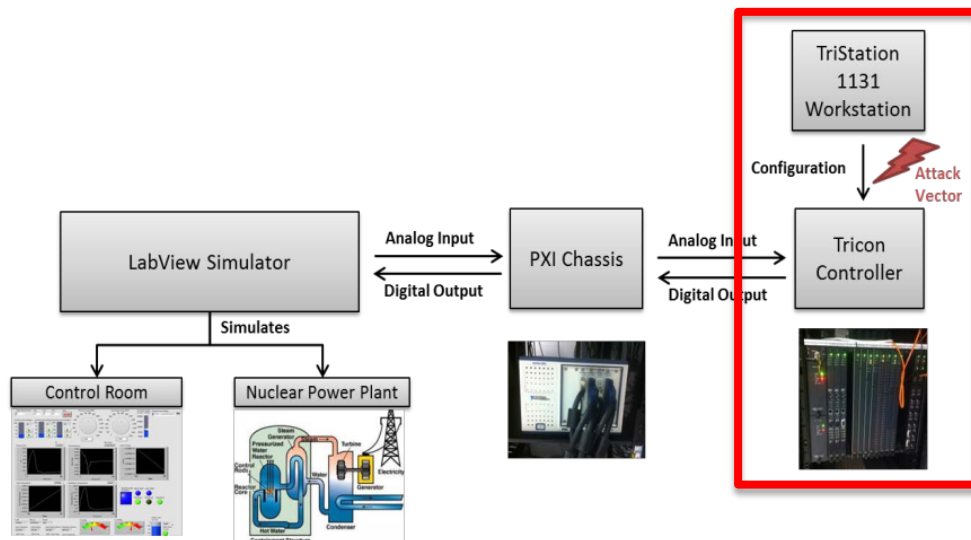 TriStation
1131
Workstation
Configuration
Attack
Vector
LabView Simulator
Analog Input
Digital Output
PXI Chassis
Analog Input
Digital Output
Tricon
Controller
Simulates
Control Room
Nuclear Power Plant
Steam
Generator
Pressurized
Water
Reactor
Control
Rods
Reactor
Core
Hot Water
Water
Turbine
Electricity
Generator
Condenser
Containment Structure